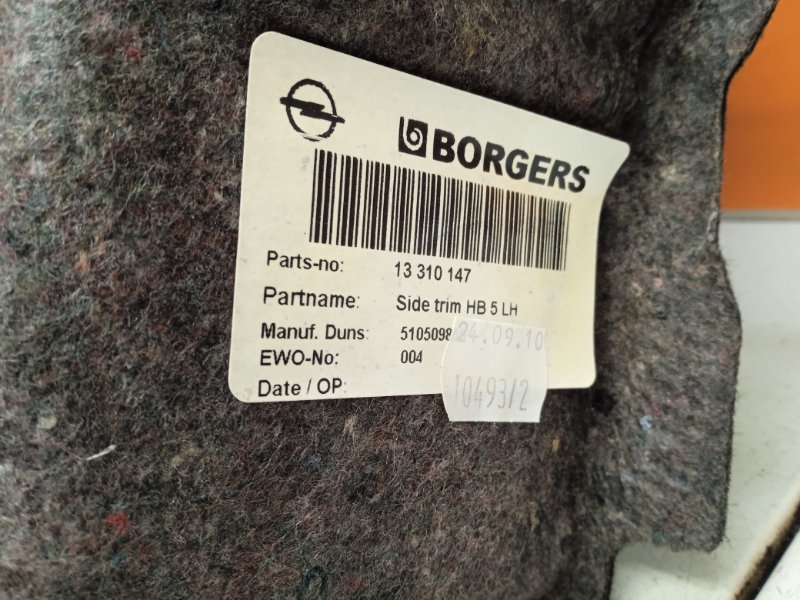 BORGERS
Parts-no: 13 310 147
Partname: Side trim HB 5 LH
Manuf. Duns: 5105098
EWO-No: 004
Date / OP:
24.09.10
10493/2